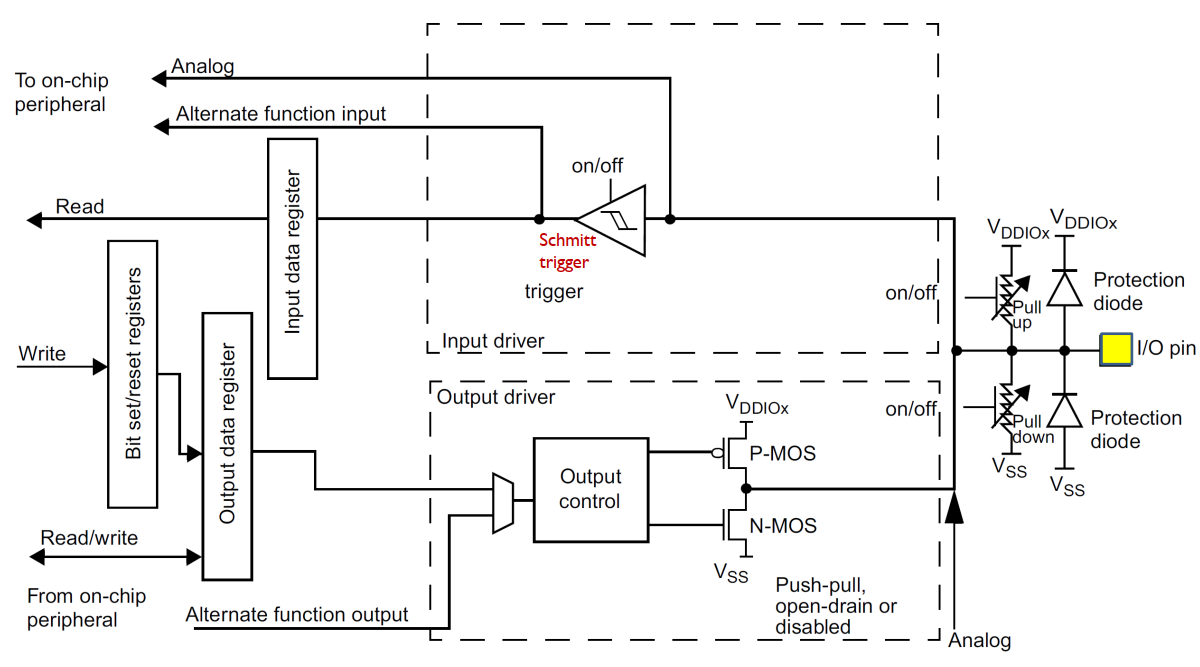 To on-chip
peripheral
Analog
Alternate function input
on/off
Read
Schmitt
trigger
trigger
Input data register
Input driver
Bit set/reset registers
Write
Output data register
Read/write
From on-chip
peripheral
Alternate function output
Output driver
Output
control
VDDIOx
P-MOS
N-MOS
VSS
Push-pull,
open-drain or
disabled
Analog
on/off
on/off
VDDIOx
VDDIOx
Pull
up
Protection
diode
I/O pin
Pull
down
Protection
diode
VSS
VSS